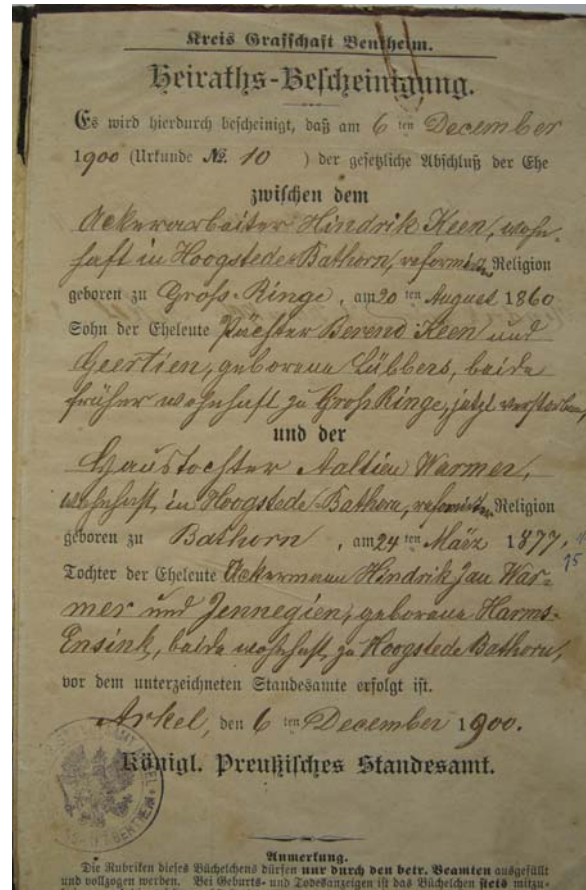 Kreis Grafschaft Bentheim.
Heiraths-Bescheinigung.
Es wird hierdurch bescheinigt, daß am 6 ten December
1900 (Urkunde No. 10 ) der gesetzliche Abschluß der Ehe
zwischen dem
Ackerarbeiter Hindrik Keen, wohn-
haft in Hoogstede-Bathorn, reformirter Religion
geboren zu Groß-Ringe, am 20 ten August 1860
Sohn der Eheleute Pächter Berend Keen und
Geertien, geborene Lübbers, beide
früher wohnhaft zu Groß Ringe, jetzt verstorben,
und der
Haustochter Aaltien Warmer,
wohnhaft in Hoogstede-Bathorn, reformirter Religion
geboren zu Bathorn, am 24 ten März 1877,
75
Tochter der Eheleute Ackermann Hindrik Jan War-
mer und Jennegien, geborene Harms-
Ensink, beide wohnhaft zu Hoogstede Bathorn,
vor dem unterzeichneten Standesamte erfolgt ist.
Arkel, den 6 ten December 1900.
Königl. Preußisches Standesamt.
Anmerkung.
Die Rubriken dieses Büchelchens dürfen nur durch den betr. Beamten ausgefüllt
und vollzogen werden. Bei Geburts- und Todesanzeigen ist das Büchelchen stets mitzu-